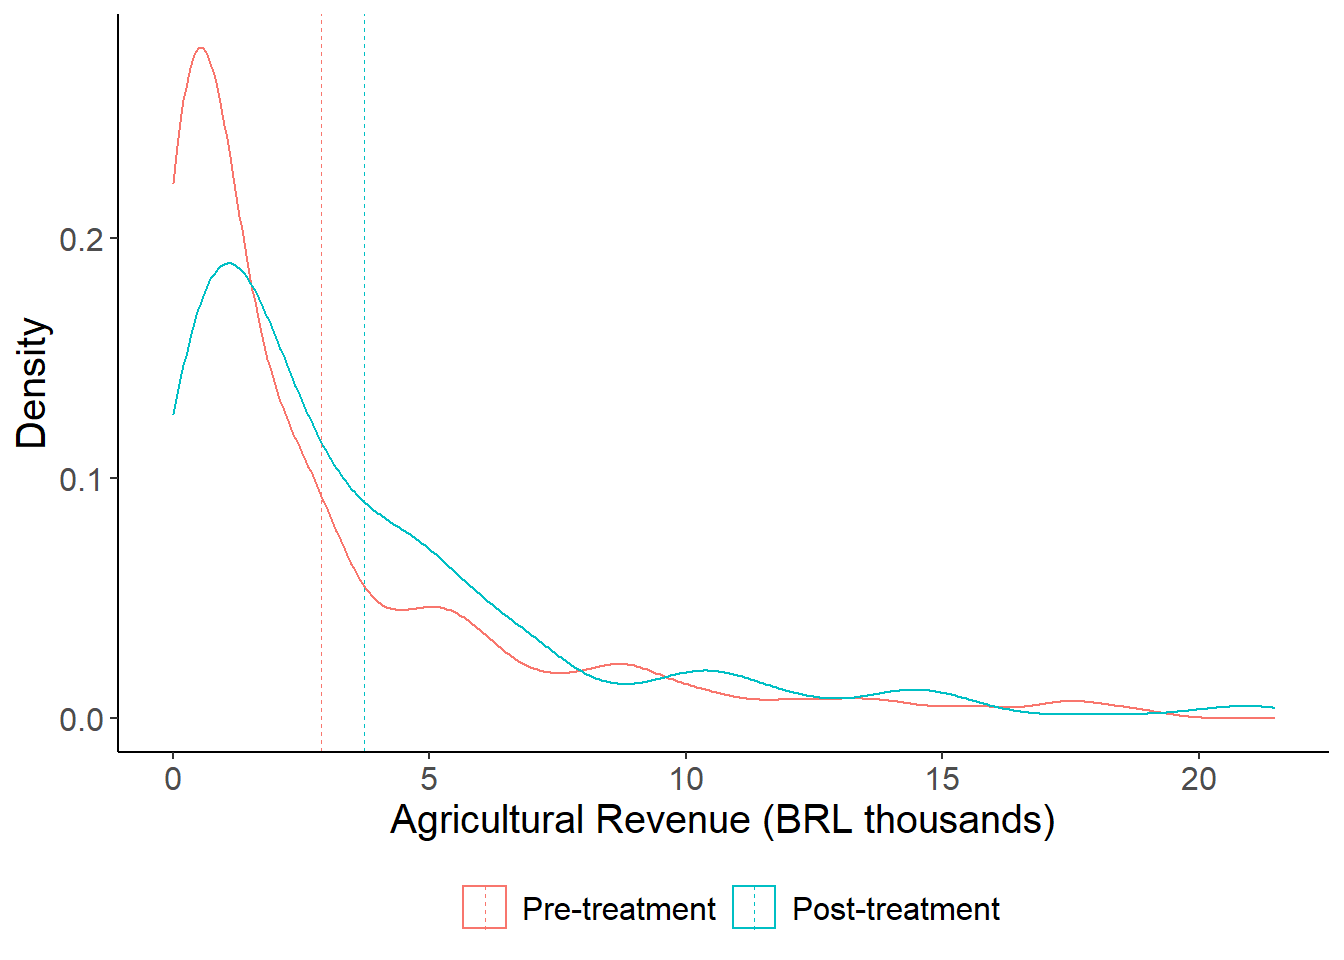 Density
0.2
0.1
0.0
0 5 10 15 20
Agricultural Revenue (BRL thousands)
Pre-treatment Post-treatment